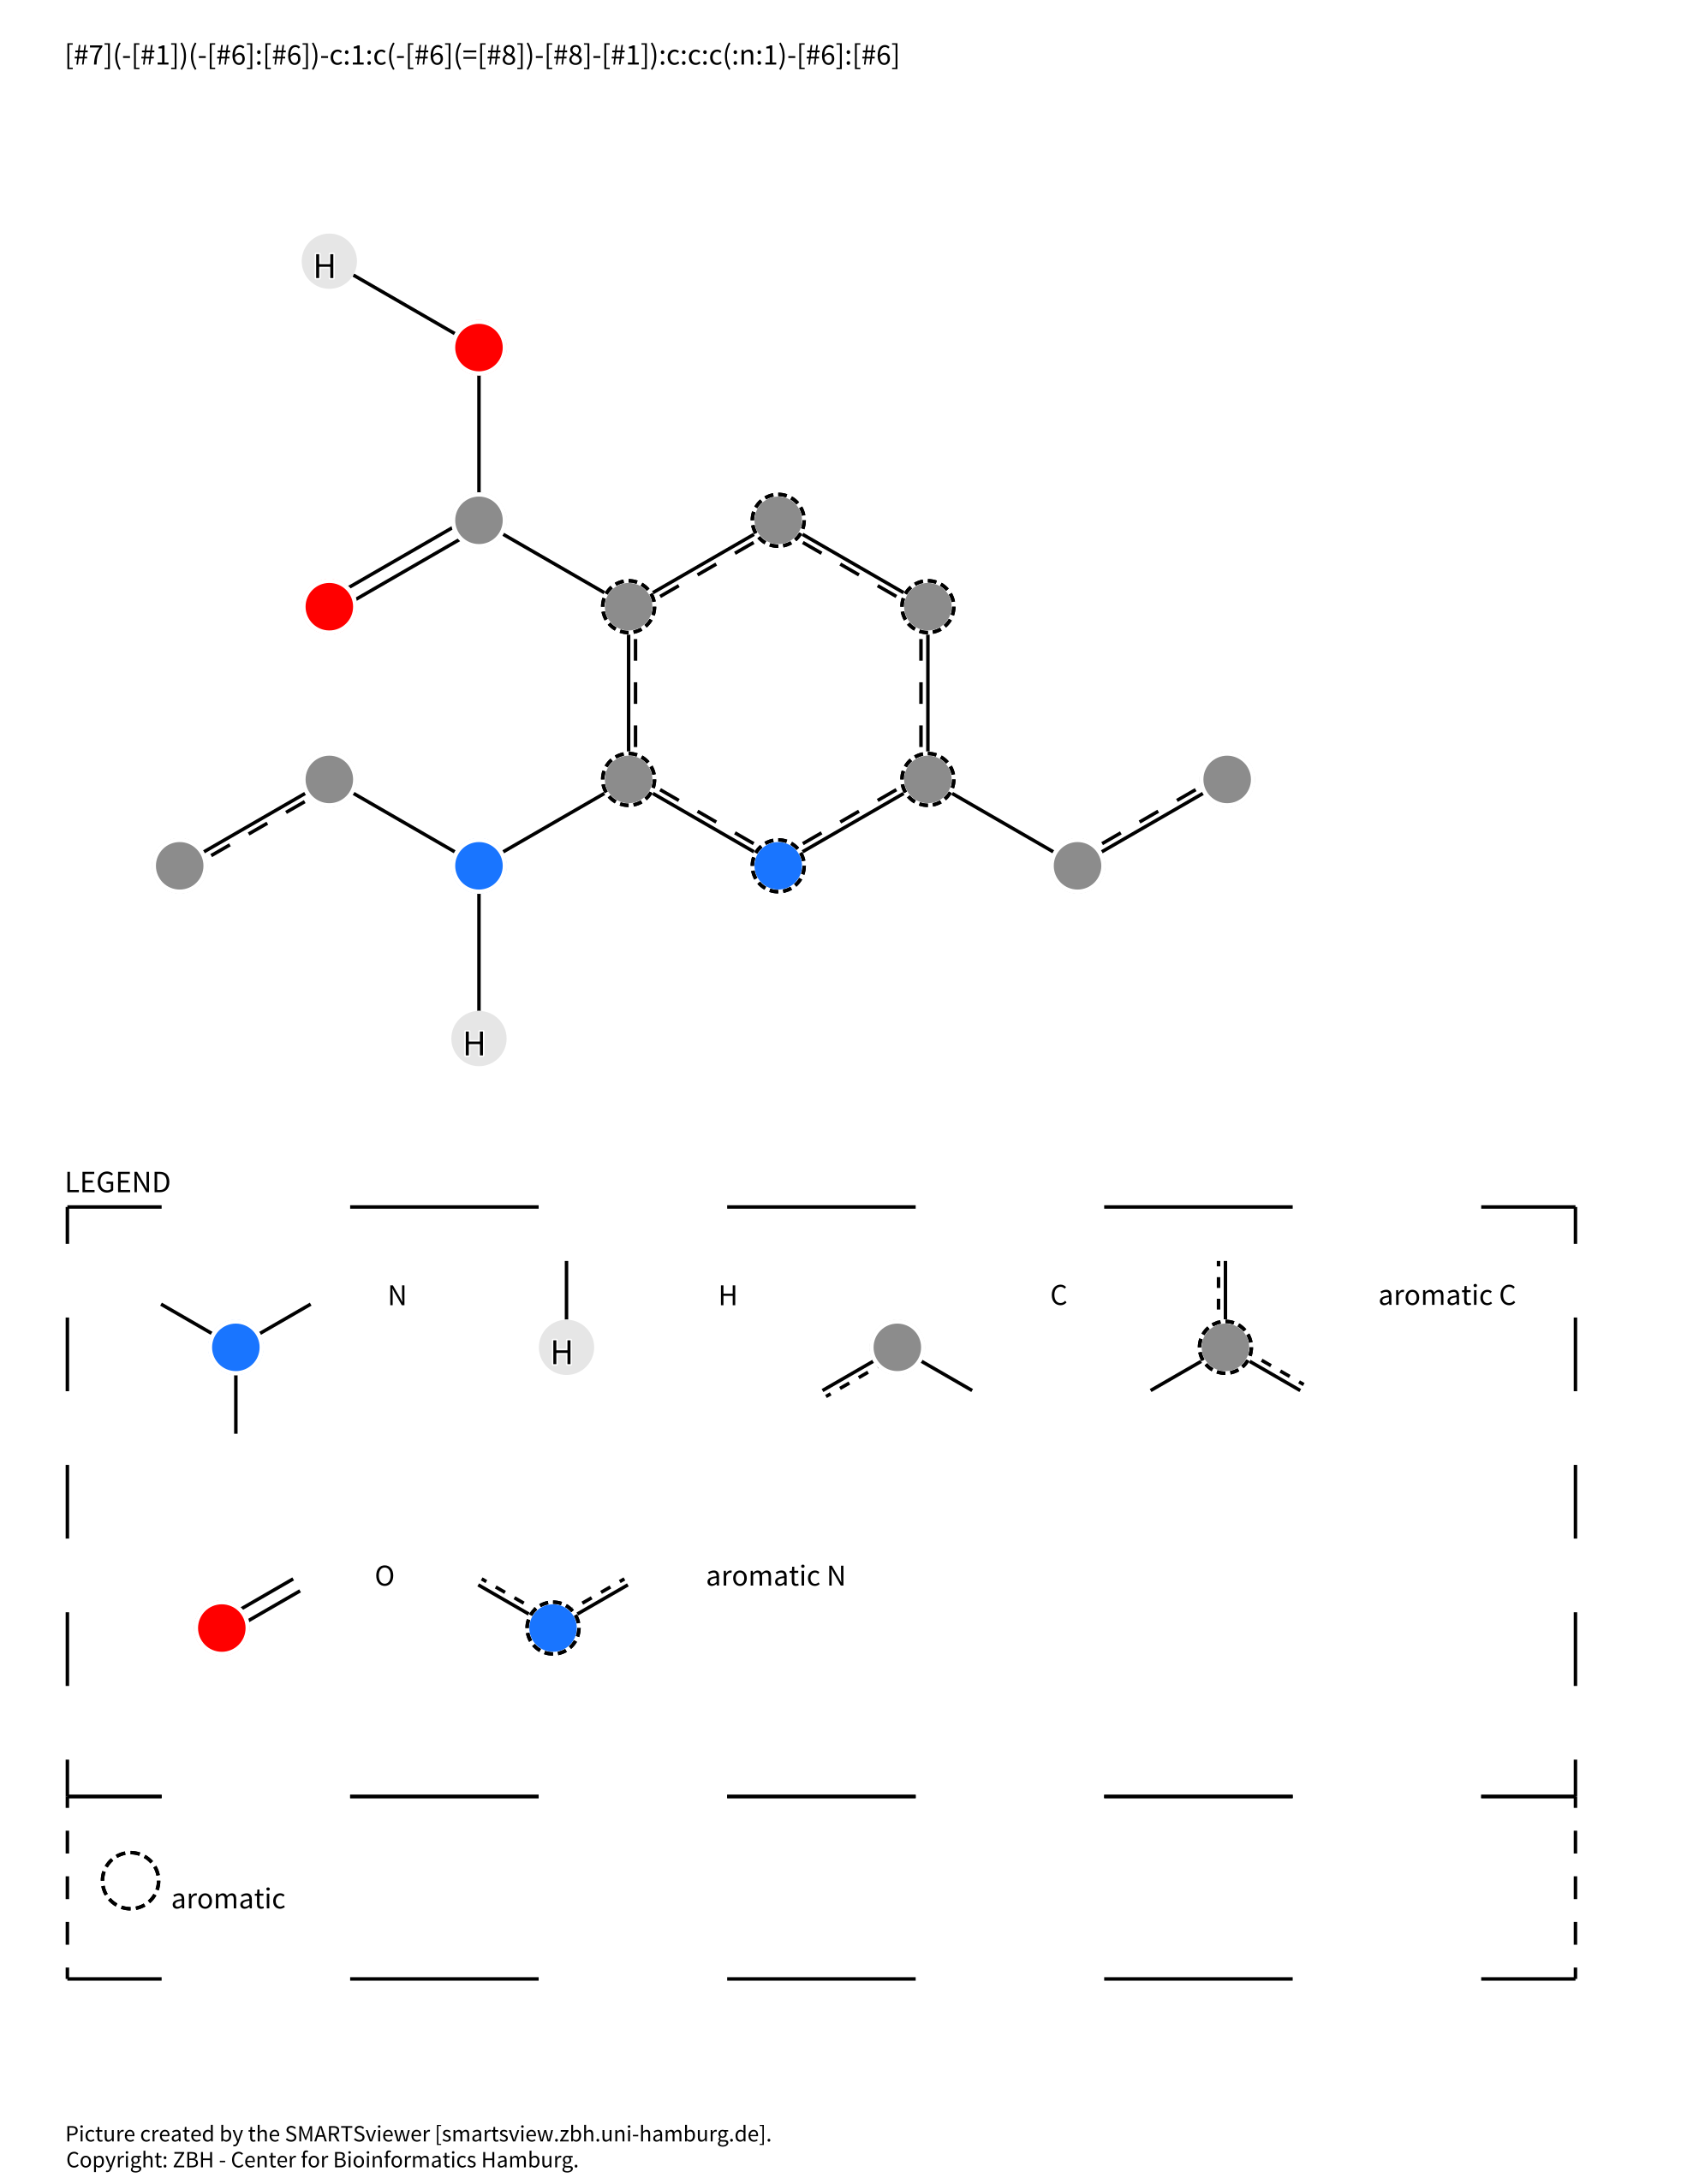 [#7](-[#1])(-[#6]:[#6])-c:1:c(-[#6](=[#8])-[#8]-[#1]):c:c:c(:n:1)-[#6]:[#6]
H
H
LEGEND
N H C aromatic C
H
O aromatic N
aromatic
Picture created by the SMARTSviewer [smartsview.zbh.uni-hamburg.de].
Copyright: ZBH - Center for Bioinformatics Hamburg.